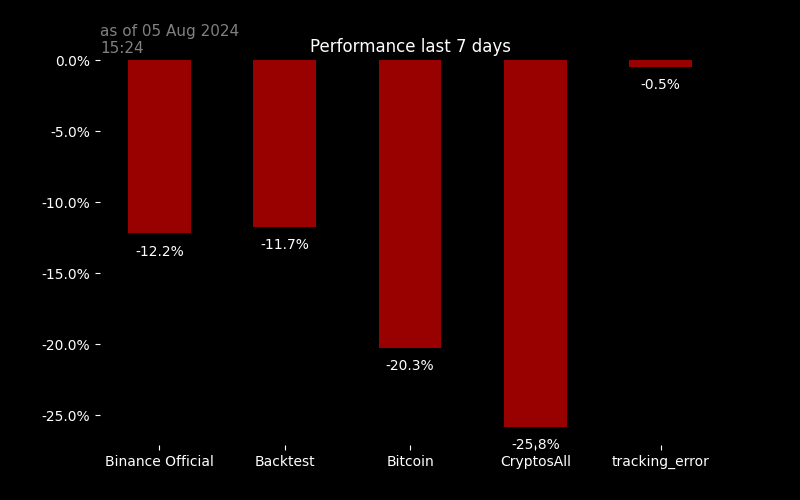 as of 05 Aug 2024
15:24
Performance last 7 days
0.0%
-5.0%
-10.0%
-15.0%
-20.0%
-25.0%
-12.2%
-11.7%
-20.3%
-25.8%
-0.5%
Binance Official
Backtest
Bitcoin
CryptosAll
tracking_error